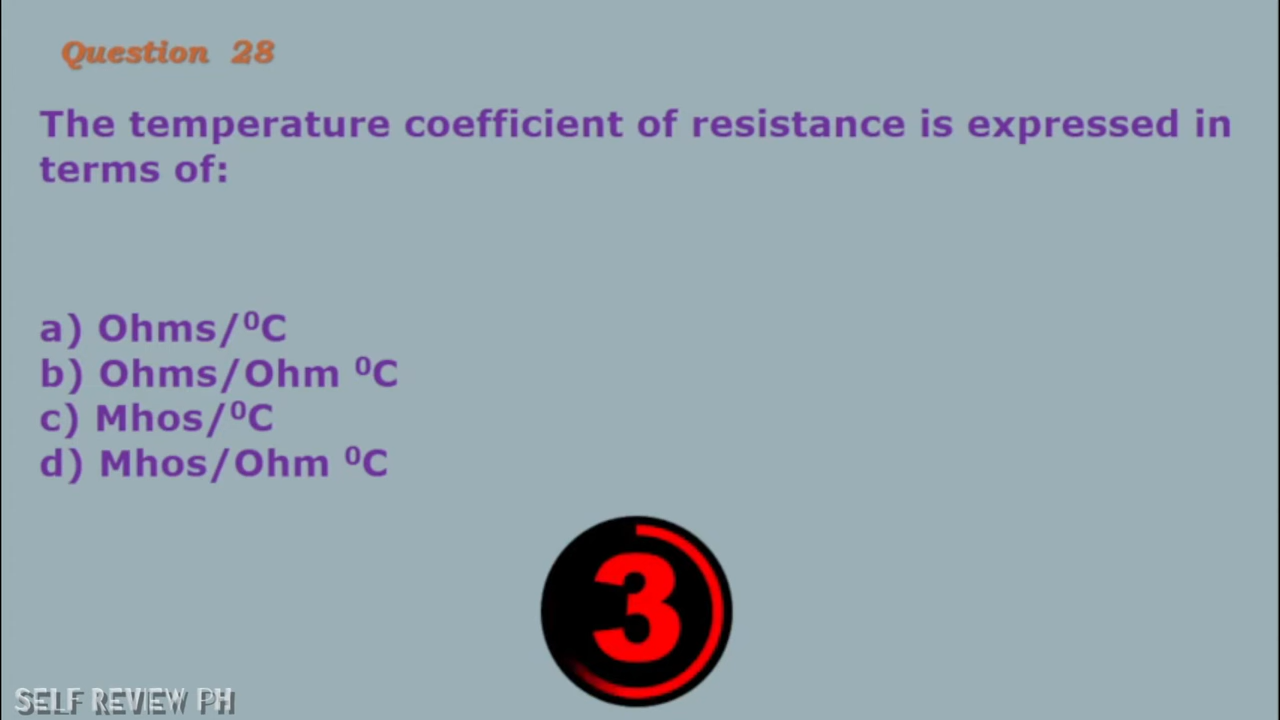 Question 28
The temperature coefficient of resistance is expressed in
terms of:
a) Ohms/⁰C
b) Ohms/Ohm ⁰C
c) Mhos/⁰C
d) Mhos/Ohm ⁰C
3
SELF REVIEW PH